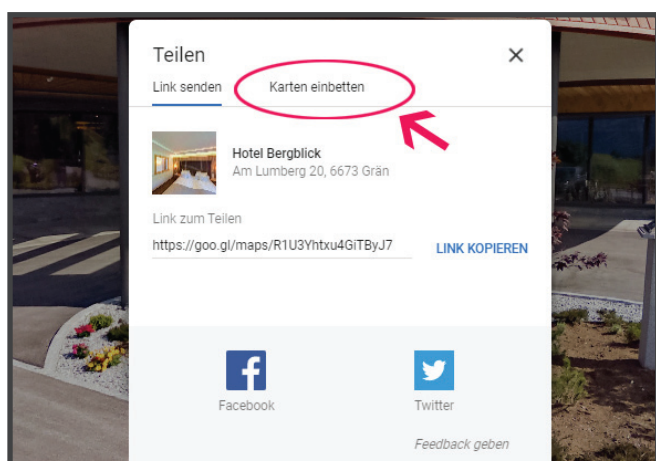 Teilen
Link senden Karten einbetten
Hotel Bergblick
Am Lumberg 20, 6673 Grän
Link zum Teilen
https://goo.gl/maps/R1U3Yhtxu4GiTByJ7 LINK KOPIEREN
Facebook Twitter
Feedback geben